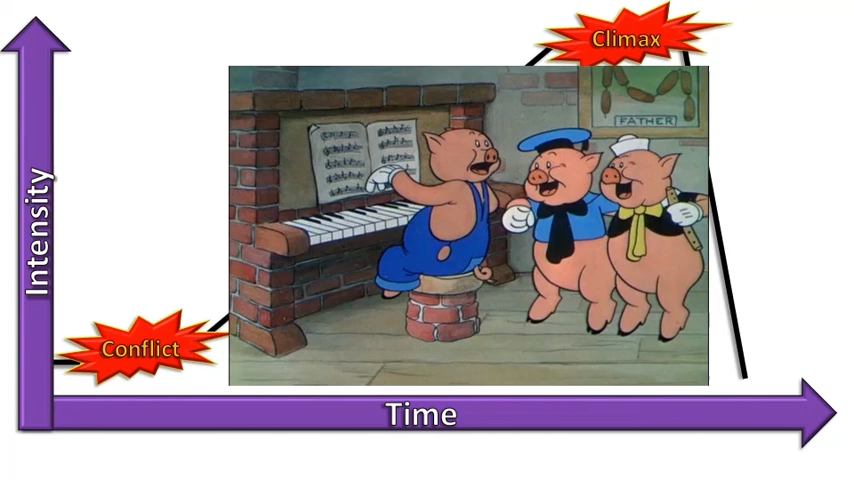 Climax
FATHER
Intensity
Conflict
Time